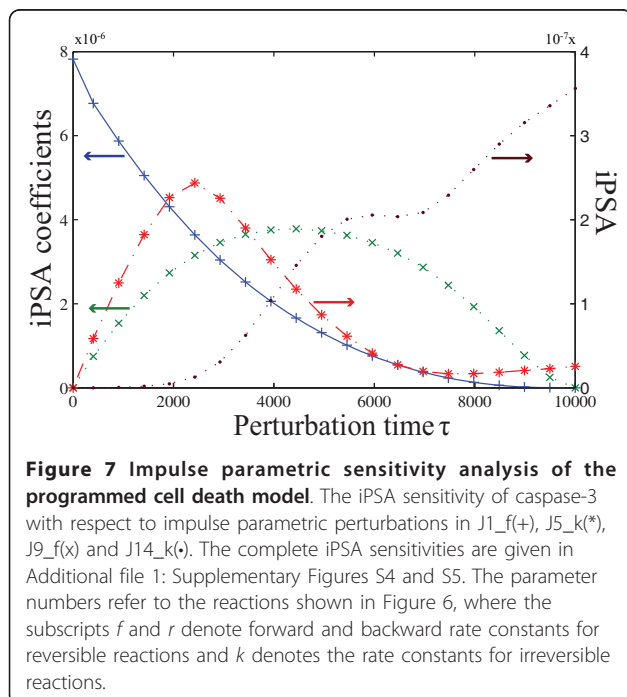 x10⁻⁶
10⁻⁷x
8
6
4
2
0
iPSA coefficients
4
3
2
1
0
iPSA
0 2000 4000 6000 8000 10000
Perturbation time τ
Figure 7 Impulse parametric sensitivity analysis of the
programmed cell death model. The iPSA sensitivity of caspase-3
with respect to impulse parametric perturbations in J1_f(+), J5_k(*),
J9_f(x) and J14_k(•). The complete iPSA sensitivities are given in
Additional file 1: Supplementary Figures S4 and S5. The parameter
numbers refer to the reactions shown in Figure 6, where the
subscripts f and r denote forward and backward rate constants for
reversible reactions and k denotes the rate constants for irreversible
reactions.